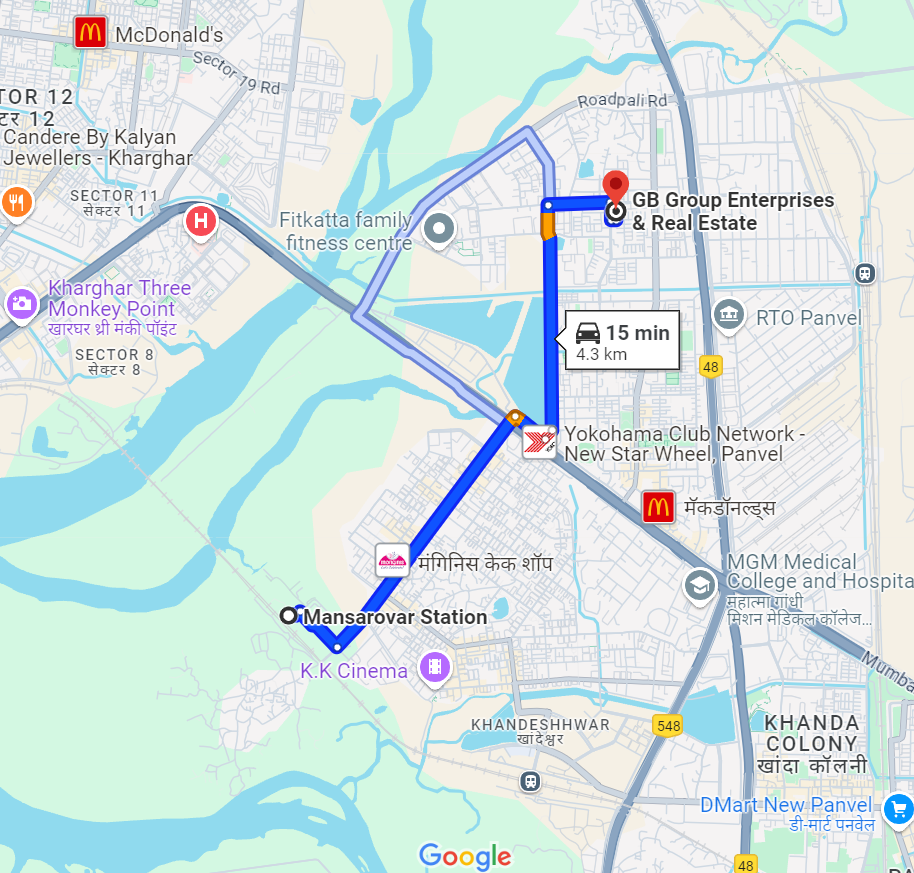 McDonald's
Sector 19 Rd
TOR 12
टर 12
Candere By Kalyan
Jewellers - Kharghar
SECTOR 11
सेक्टर 11
H
Roadpali Rd
GB Group Enterprises
& Real Estate
Fitkatta family
fitness centre
Kharghar Three
Monkey Point
खारघर थ्री मंकी पॉइंट
SECTOR 8
सेक्टर 8
RTO Panvel
15 min
4.3 km
48
Yokohama Club Network -
New Star Wheel, Panvel
मॅकडॉनल्ड्स
मंगिनिस केक शॉप
MGM Medical
College and Hospita
महात्मा गांधी
मिशन मेडिकल कॉलेज...
Mansarovar Station
K.K Cinema
Mumba
KHANDESHHWAR
खांदेश्वर
548
KHANDA
COLONY
खांदा कॉलनी
DMart New Panvel
डी-मार्ट पनवेल
Google
48